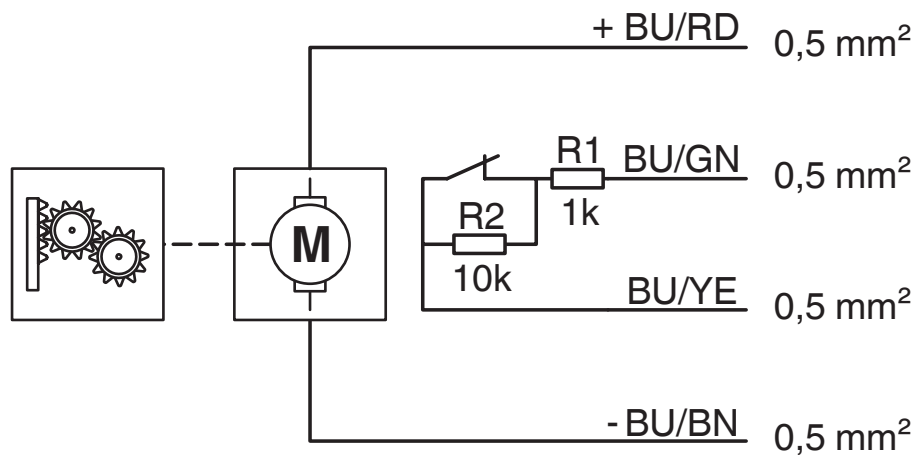 + BU/RD 0,5 mm²
R1 BU/GN 0,5 mm²
1k
R2
10k
M
BU/YE 0,5 mm²
- BU/BN 0,5 mm²